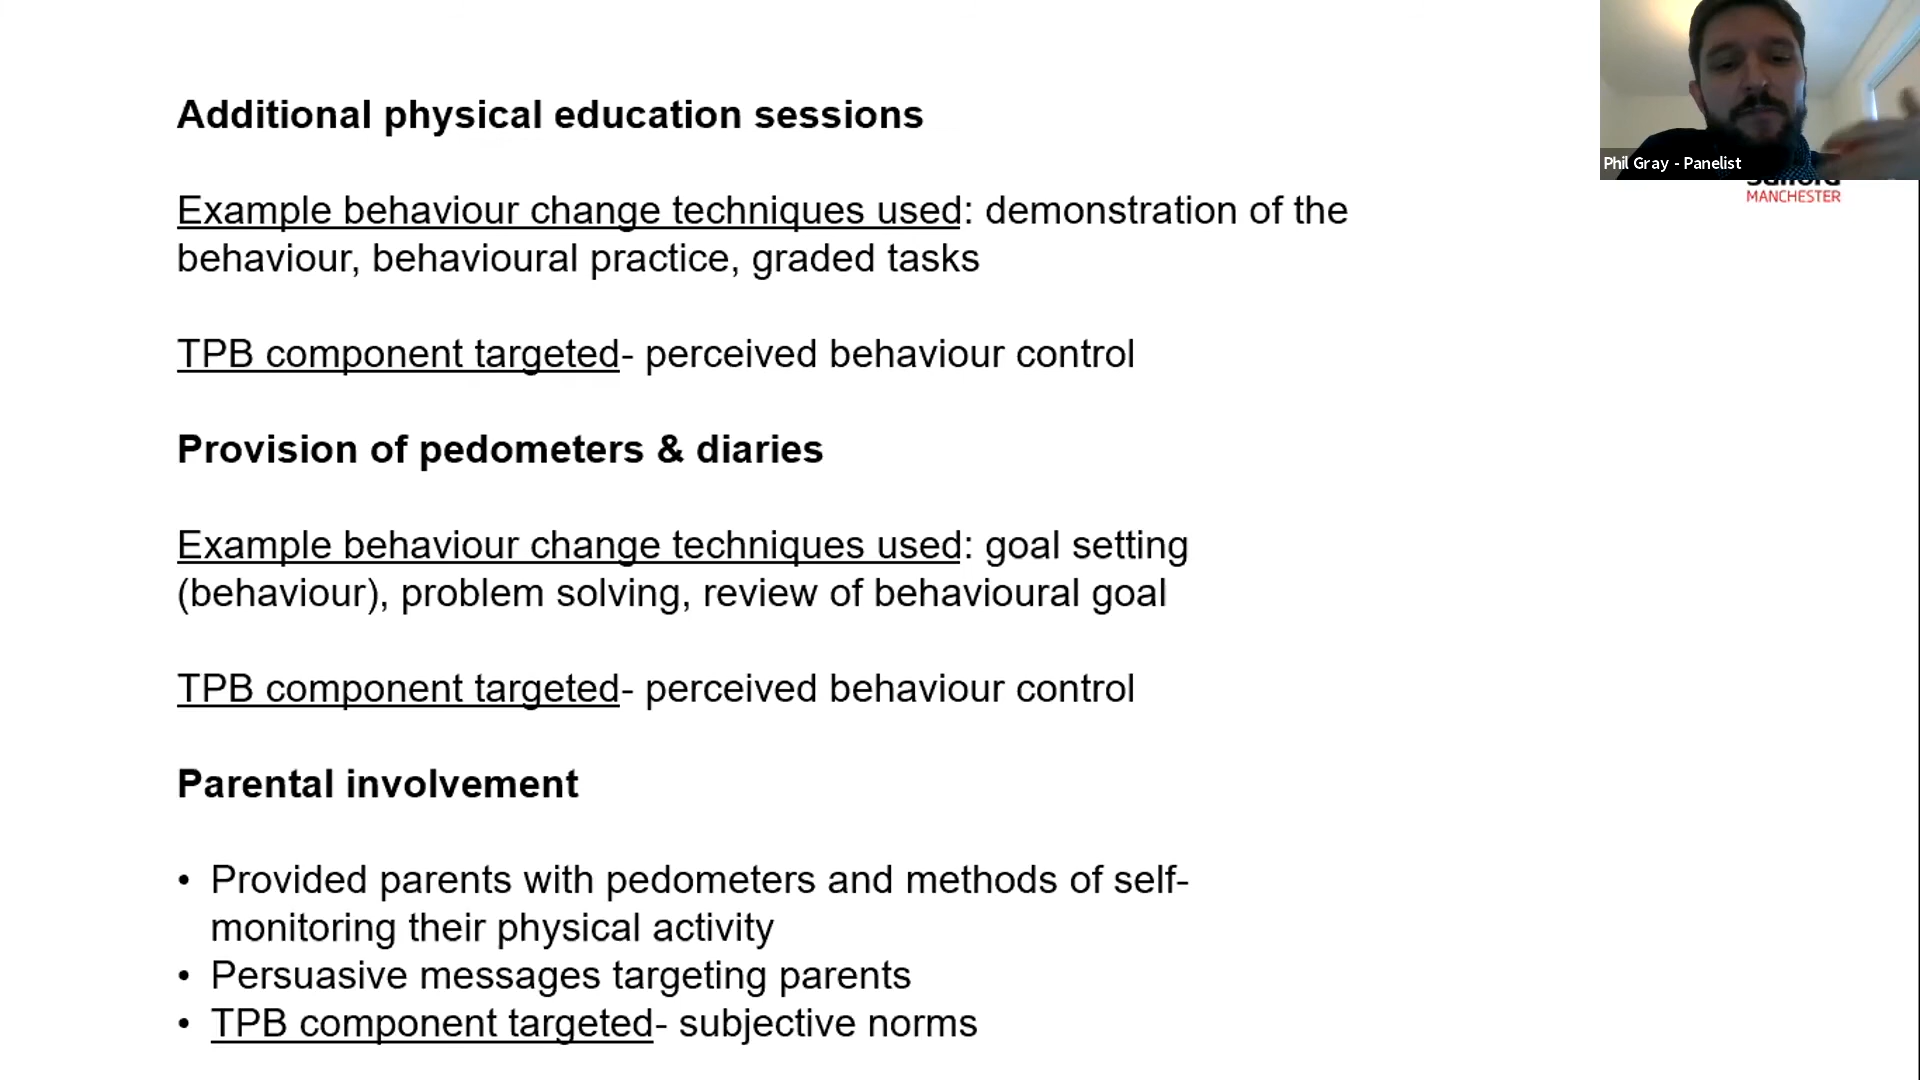 Additional physical education sessions
Phil Gray - Panelist
MANCHESTER
Example behaviour change techniques used: demonstration of the
behaviour, behavioural practice, graded tasks
TPB component targeted- perceived behaviour control
Provision of pedometers & diaries
Example behaviour change techniques used: goal setting
(behaviour), problem solving, review of behavioural goal
TPB component targeted- perceived behaviour control
Parental involvement
• Provided parents with pedometers and methods of self-
monitoring their physical activity
• Persuasive messages targeting parents
• TPB component targeted- subjective norms